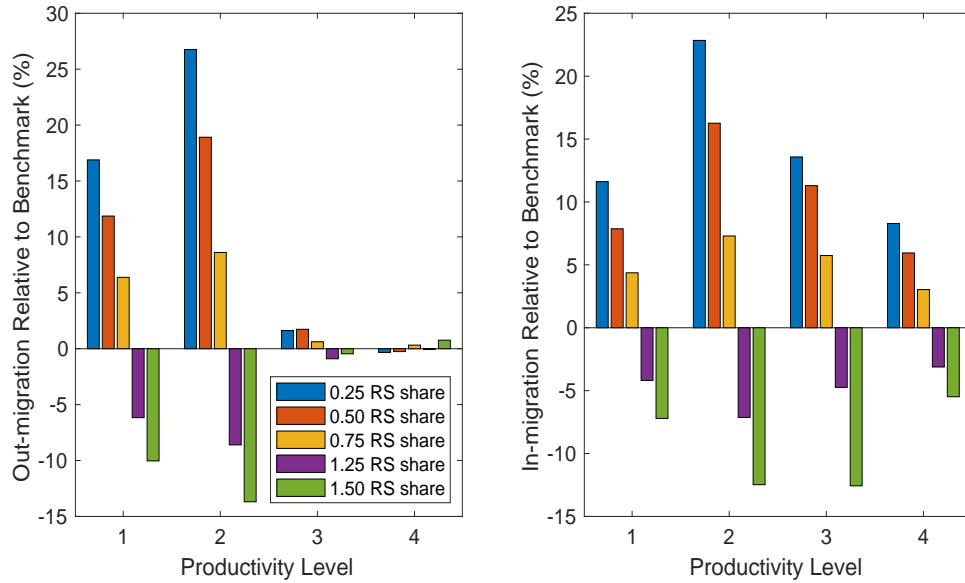 Out-migration Relative to Benchmark (%)
30
25
20
15
10
5
0
-5
-10
-15
1 2 3 4
Productivity Level
0.25 RS share
0.50 RS share
0.75 RS share
1.25 RS share
1.50 RS share
In-migration Relative to Benchmark (%)
25
20
15
10
5
0
-5
-10
-15
1 2 3 4
Productivity Level